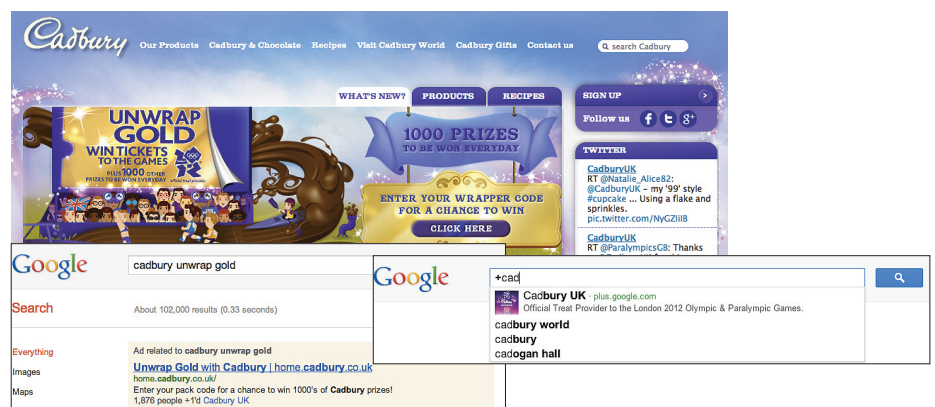 Cadbury
Our Products Cadbury & Chocolate Recipes Visit Cadbury World Cadbury Gifts Contact us
search Cadbury
WHAT'S NEW? PRODUCTS RECIPES
UNWRAP
GOLD
WIN TICKETS
TO THE GAMES
PLUS 1000 OTHER
PRIZES TO BE WON EVERYDAY
1000 PRIZES
TO BE WON EVERYDAY
ENTER YOUR WRAPPER CODE
FOR A CHANCE TO WIN
CLICK HERE
SIGN UP >
Follow us f t g+
TWITTER
CadburyUK
RT @Natalie_Alice82:
@CadburyUK – my '99' style
#cupcake ... Using a flake and
sprinkles.
pic.twitter.com/NyGZIiI8
CadburyUK
RT @ParalympicsGB: Thanks
Google
cadbury unwrap gold
Search
About 102,000 results (0.33 seconds)
Everything
Images
Maps
Ad related to cadbury unwrap gold
Unwrap Gold with Cadbury | home.cadbury.co.uk
home.cadbury.co.uk/
Enter your pack code for a chance to win 1000's of Cadbury prizes!
1,876 people +1'd Cadbury UK
Google
+cad
Cadbury UK · plus.google.com
Official Treat Provider to the London 2012 Olympic & Paralympic Games.
cadbury world
cadbury
cadogan hall